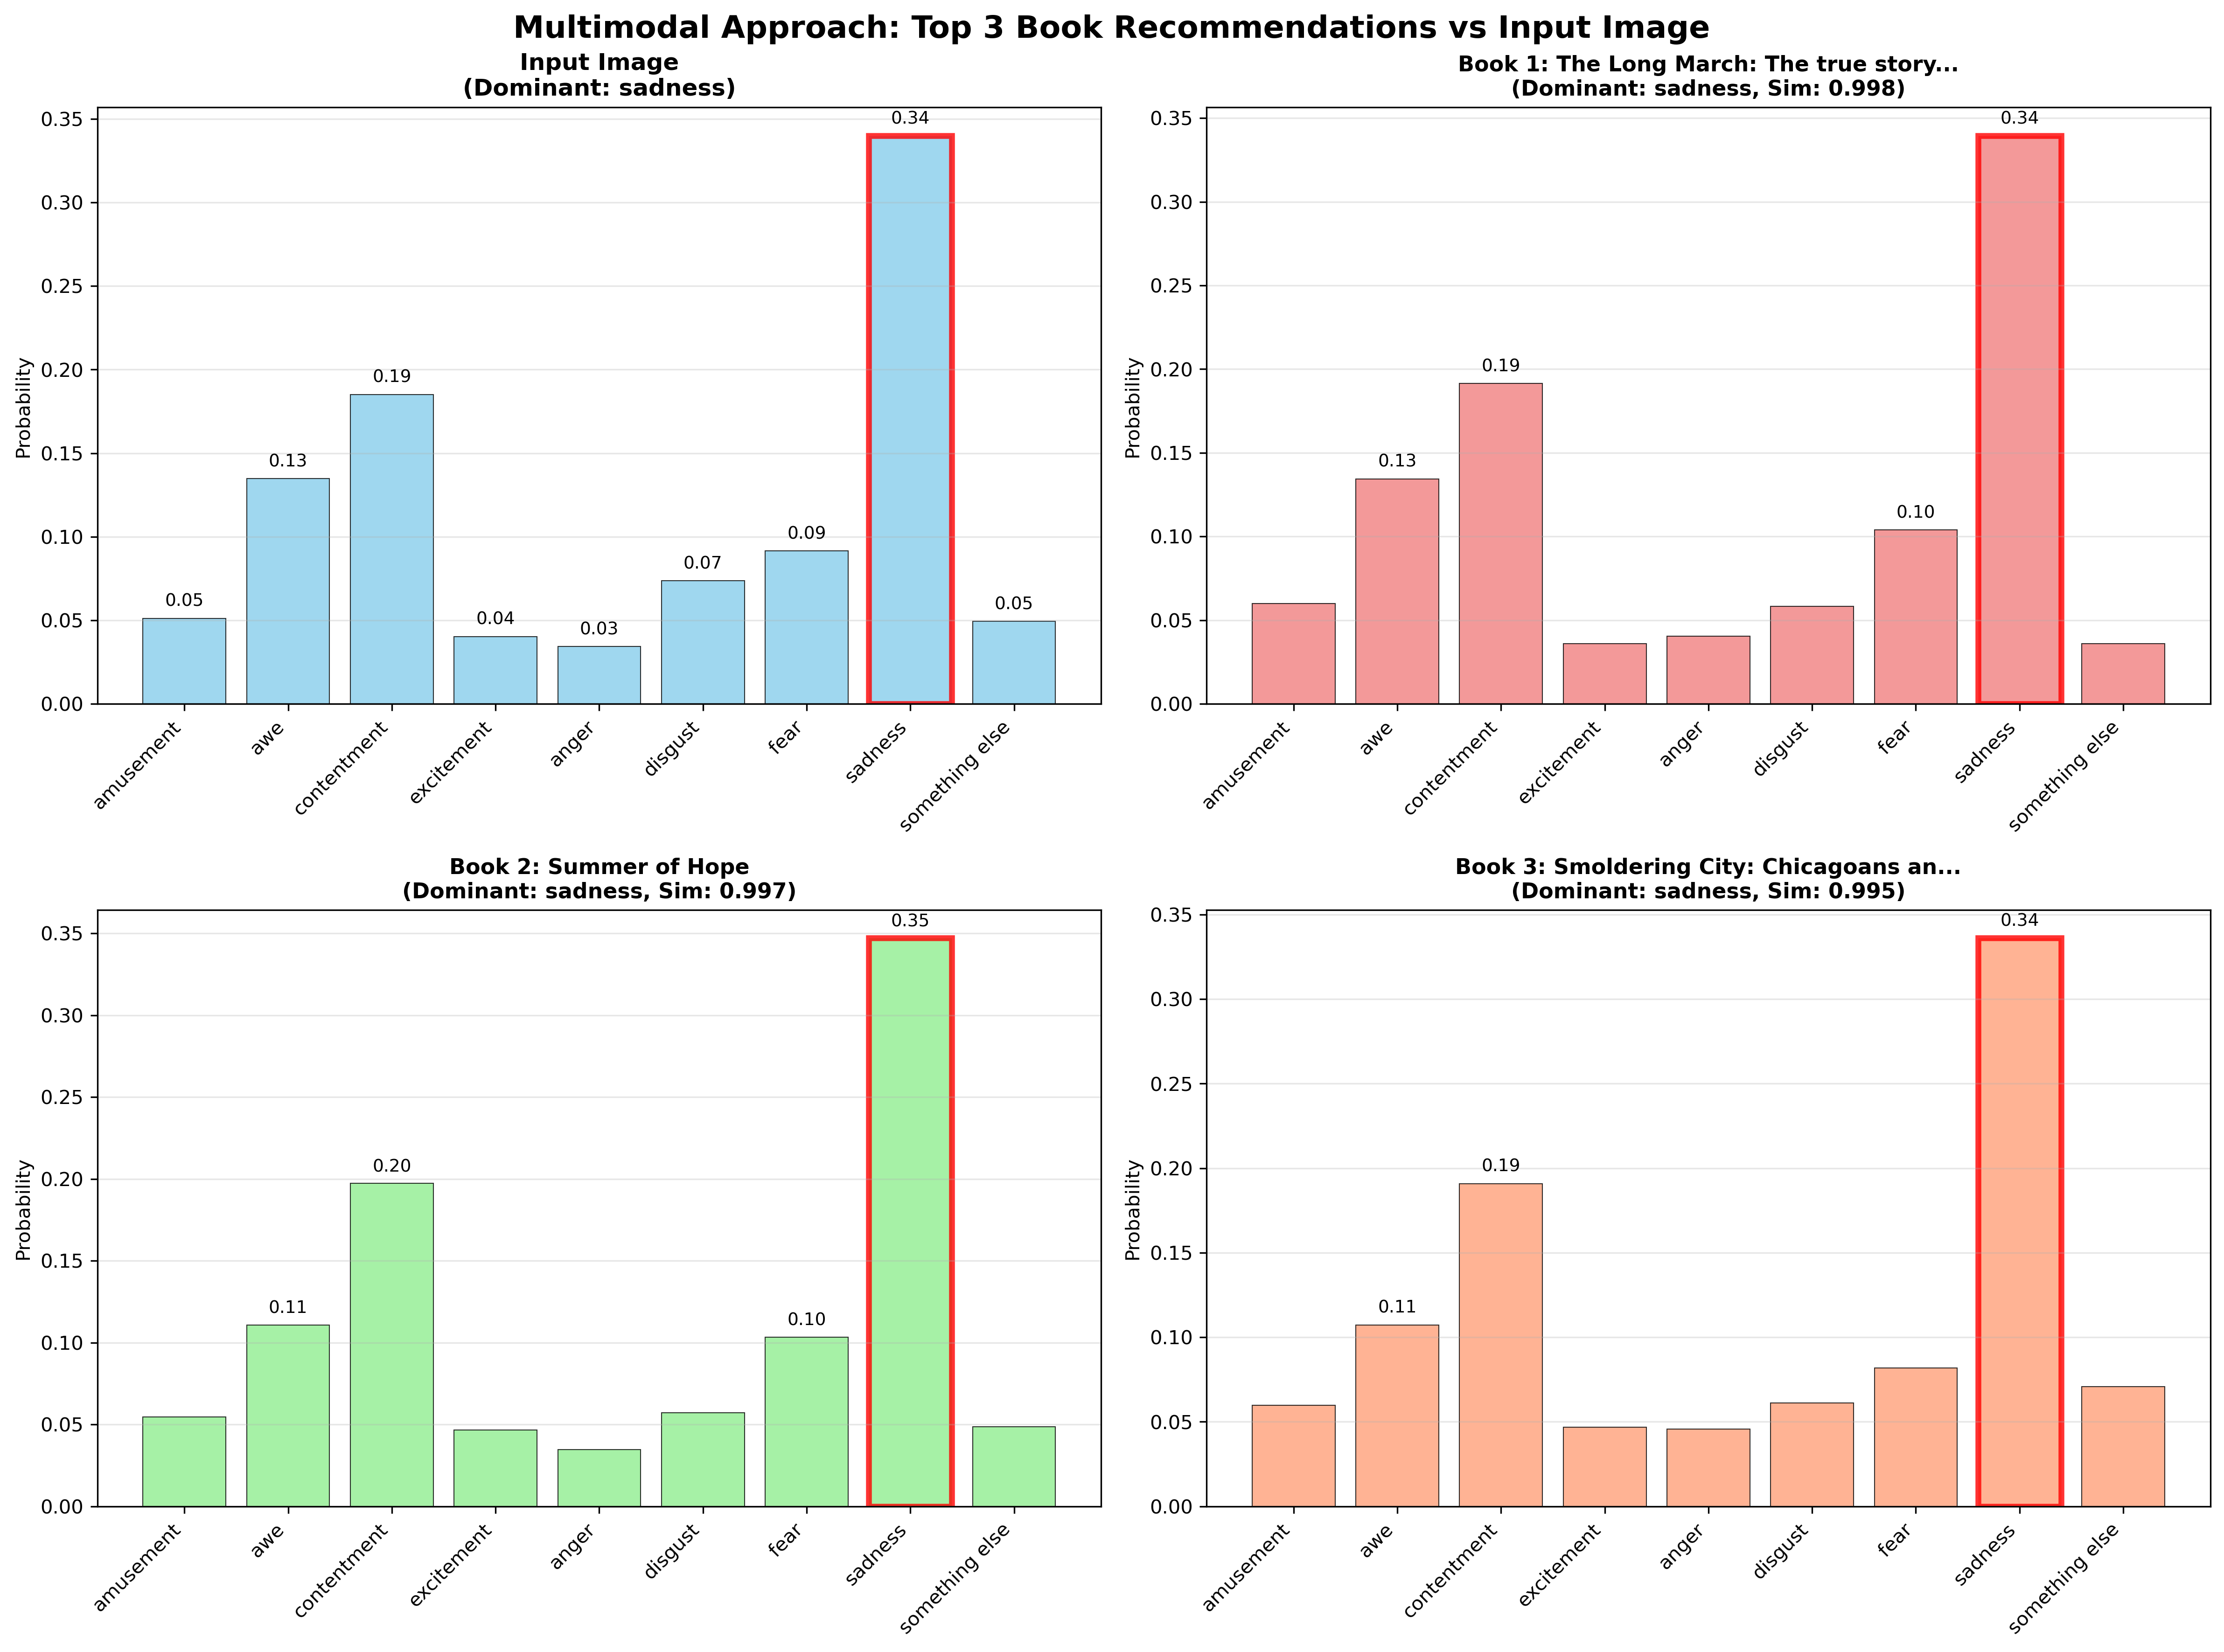 Multimodal Approach: Top 3 Book Recommendations vs Input Image
Input Image
(Dominant: sadness)
Probability
0.35
0.30
0.25
0.20
0.15
0.10
0.05
0.00
0.05
0.13
0.19
0.04
0.03
0.07
0.09
0.34
0.05
amusement
awe
contentment
excitement
anger
disgust
fear
sadness
something else
Book 1: The Long March: The true story...
(Dominant: sadness, Sim: 0.998)
Probability
0.35
0.30
0.25
0.20
0.15
0.10
0.05
0.00
0.13
0.19
0.10
0.34
amusement
awe
contentment
excitement
anger
disgust
fear
sadness
something else
Book 2: Summer of Hope
(Dominant: sadness, Sim: 0.997)
Probability
0.35
0.30
0.25
0.20
0.15
0.10
0.05
0.00
0.11
0.20
0.10
0.35
amusement
awe
contentment
excitement
anger
disgust
fear
sadness
something else
Book 3: Smoldering City: Chicagoans an...
(Dominant: sadness, Sim: 0.995)
Probability
0.35
0.30
0.25
0.20
0.15
0.10
0.05
0.00
0.11
0.19
0.34
amusement
awe
contentment
excitement
anger
disgust
fear
sadness
something else